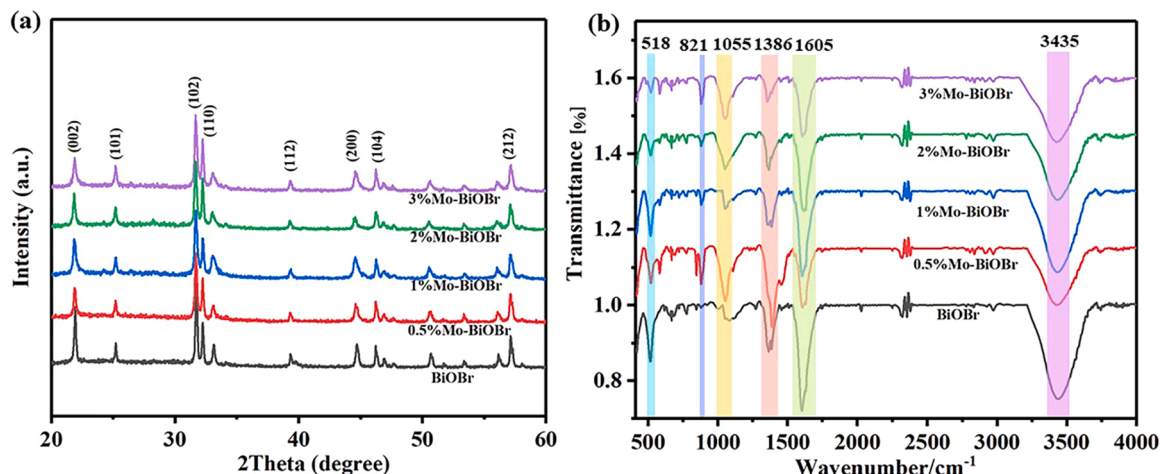 (a)
Intensity (a.u.)
(002)
(101)
(102)
(110)
(112)
(200)
(104)
(212)
3%Mo-BiOBr
2%Mo-BiOBr
1%Mo-BiOBr
0.5%Mo-BiOBr
BiOBr
20 30 40 50 60
2Theta (degree)
(b)
Transmittance [%]
518 821 1055 1386 1605 3435
1.6
1.4
1.2
1.0
0.8
3%Mo-BiOBr
2%Mo-BiOBr
1%Mo-BiOBr
0.5%Mo-BiOBr
BiOBr
500 1000 1500 2000 2500 3000 3500 4000
Wavenumber/cm-1